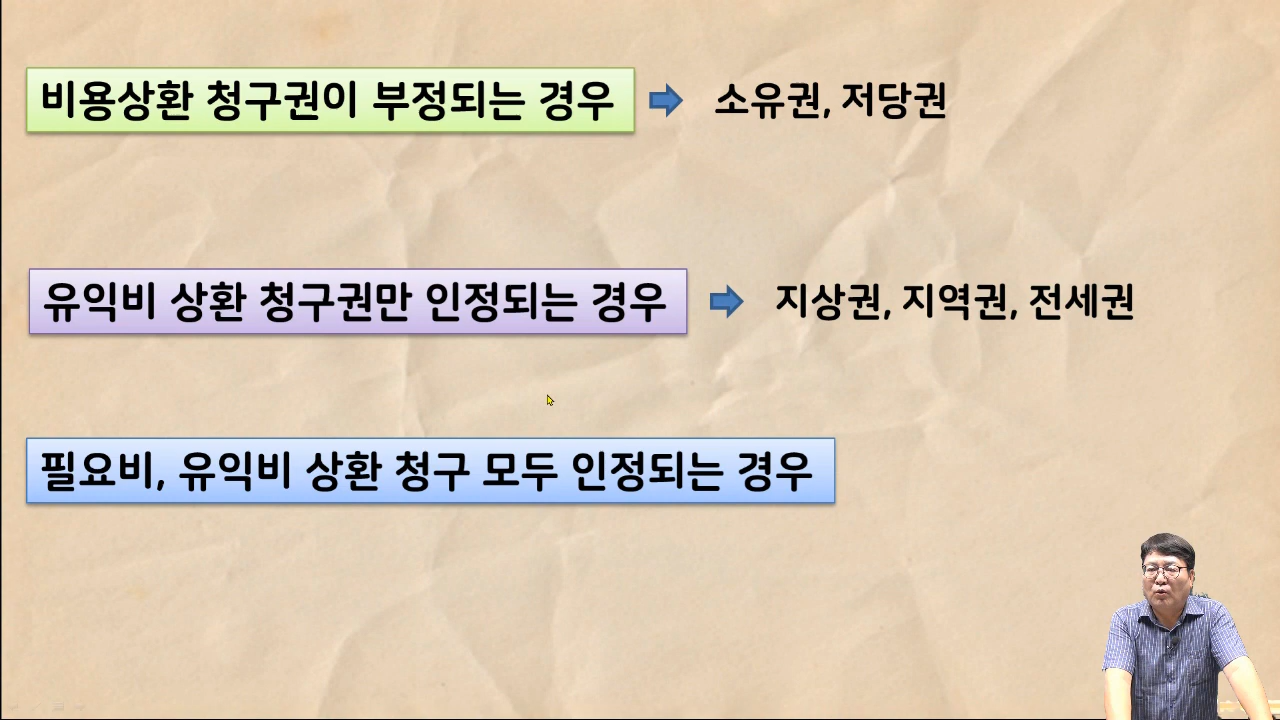 비용상환 청구권이 부정되는 경우 소유권, 저당권
유익비 상환 청구권만 인정되는 경우 지상권, 지역권, 전세권
필요비, 유익비 상환 청구 모두 인정되는 경우